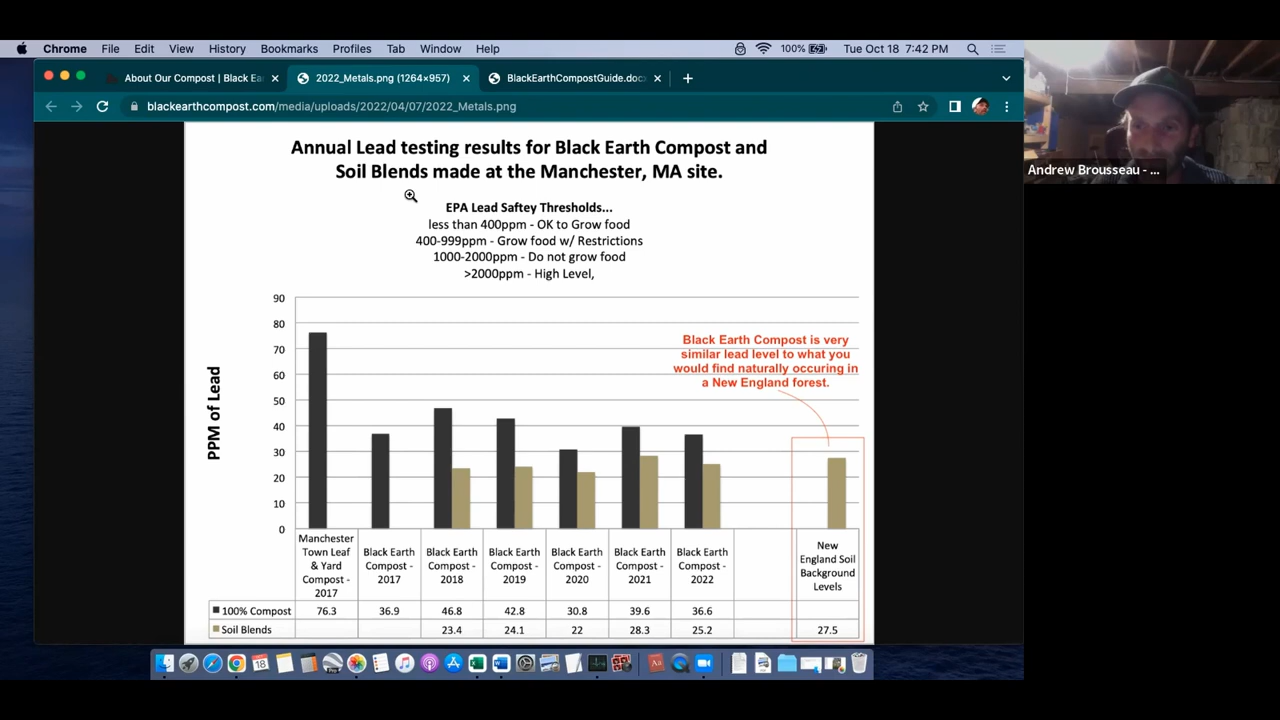 Chrome File Edit View History Bookmarks Profiles Tab Window Help 100% Tue Oct 18 7:42 PM
About Our Compost | Black Ea 2022_Metals.png (1264×957) BlackEarthCompostGuide.doc
blackearthcompost.com/media/uploads/2022/04/07/2022_Metals.png
Andrew Brousseau - ...
Annual Lead testing results for Black Earth Compost and
Soil Blends made at the Manchester, MA site.
EPA Lead Saftey Thresholds...
less than 400ppm - OK to Grow food
400-999ppm - Grow food w/ Restrictions
1000-2000ppm - Do not grow food
>2000ppm - High Level,
PPM of Lead
90
80
70
60
50
40
30
20
10
0
Black Earth Compost is very
similar lead level to what you
would find naturally occuring in
a New England forest.
Manchester
Town Leaf
& Yard
Compost -
2017
Black Earth
Compost -
2017
Black Earth
Compost -
2018
Black Earth
Compost -
2019
Black Earth
Compost -
2020
Black Earth
Compost -
2021
Black Earth
Compost -
2022
New
England Soil
Background
Levels
100% Compost 76.3 36.9 46.8 42.8 30.8 39.6 36.6
Soil Blends 23.4 24.1 22 28.3 25.2 27.5
18